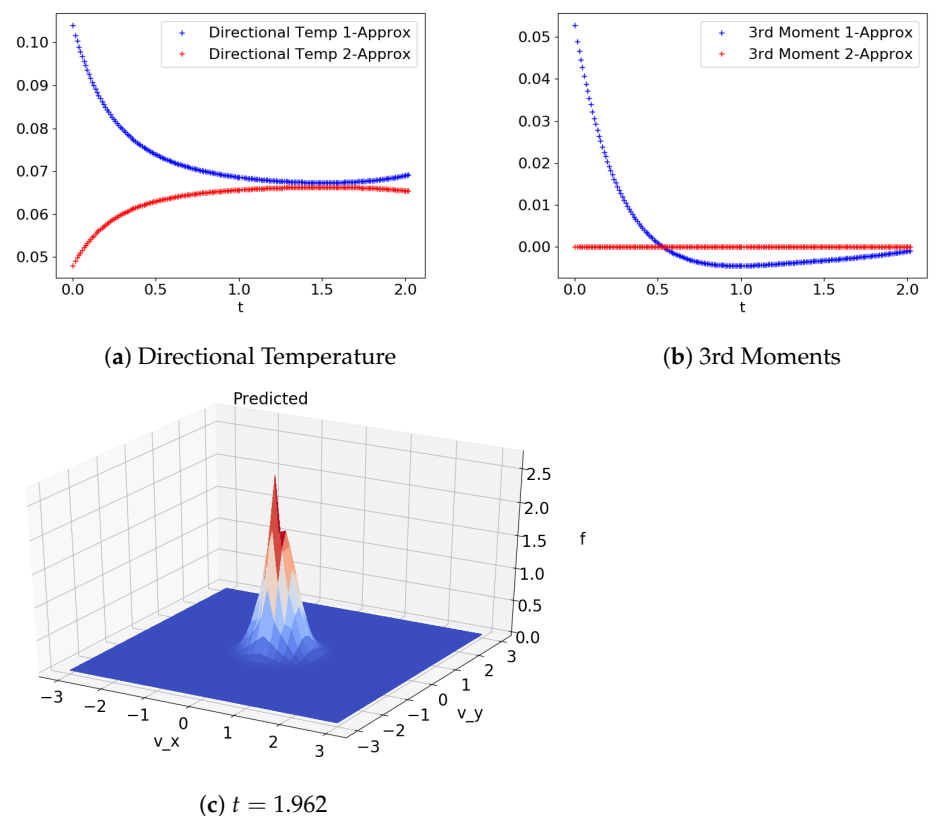 Directional Temp 1-Approx
Directional Temp 2-Approx
0.10
0.09
0.08
0.07
0.06
0.05
0.0 0.5 1.0 1.5 2.0
t
3rd Moment 1-Approx
3rd Moment 2-Approx
0.05
0.04
0.03
0.02
0.01
0.00
0.0 0.5 1.0 1.5 2.0
t
(a) Directional Temperature
(b) 3rd Moments
Predicted
2.5
2.0
1.5
1.0
0.5
0.0
f
−3 −2 −1 0 1 2 3
v_x
−3 −2 −1 0 1 2 3
v_y
(c) t = 1.962